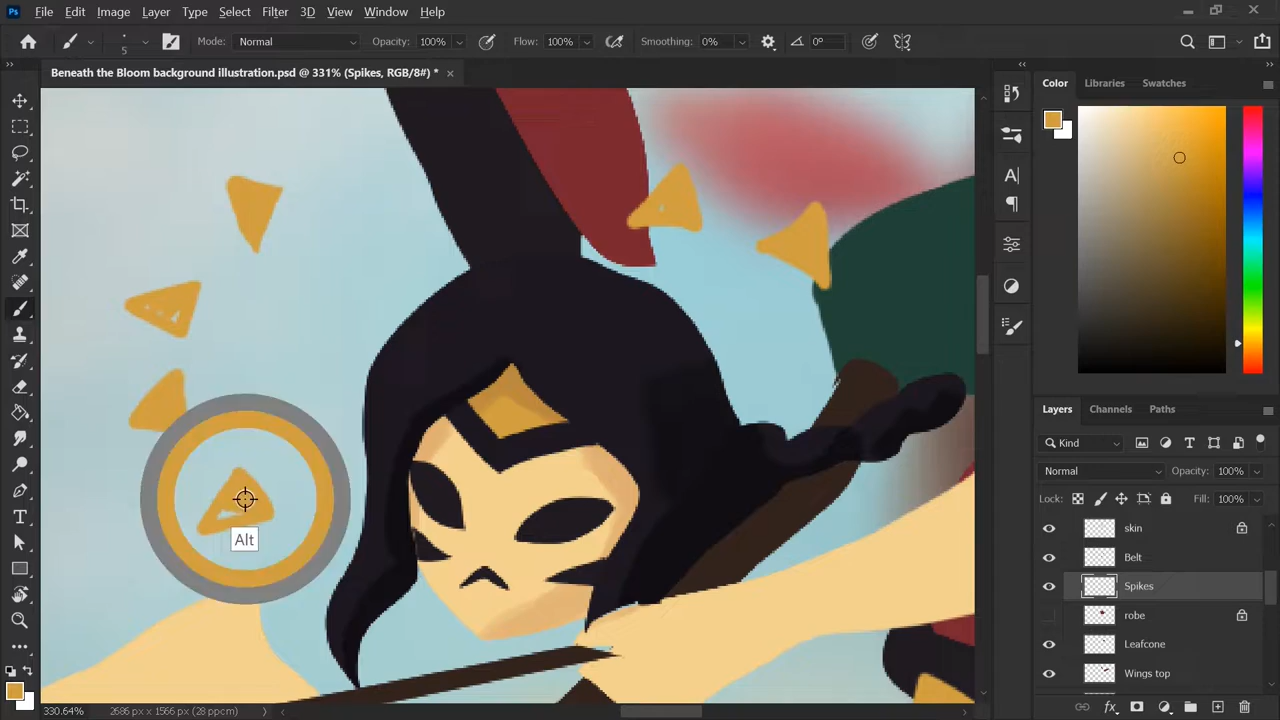 Ps File Edit Image Layer Type Select Filter 3D View Window Help
5 Mode: Normal Opacity: 100% Flow: 100% Smoothing: 0% 0°
Beneath the Bloom background illustration.psd @ 331% (Spikes, RGB/8#) *
Color Libraries Swatches
Layers Channels Paths
Kind
Normal Opacity: 100%
Lock: Fill: 100%
skin
Belt
Spikes
robe
Leafcone
Wings top
Alt
330.64% 2686 px x 1566 px (28 ppcm)